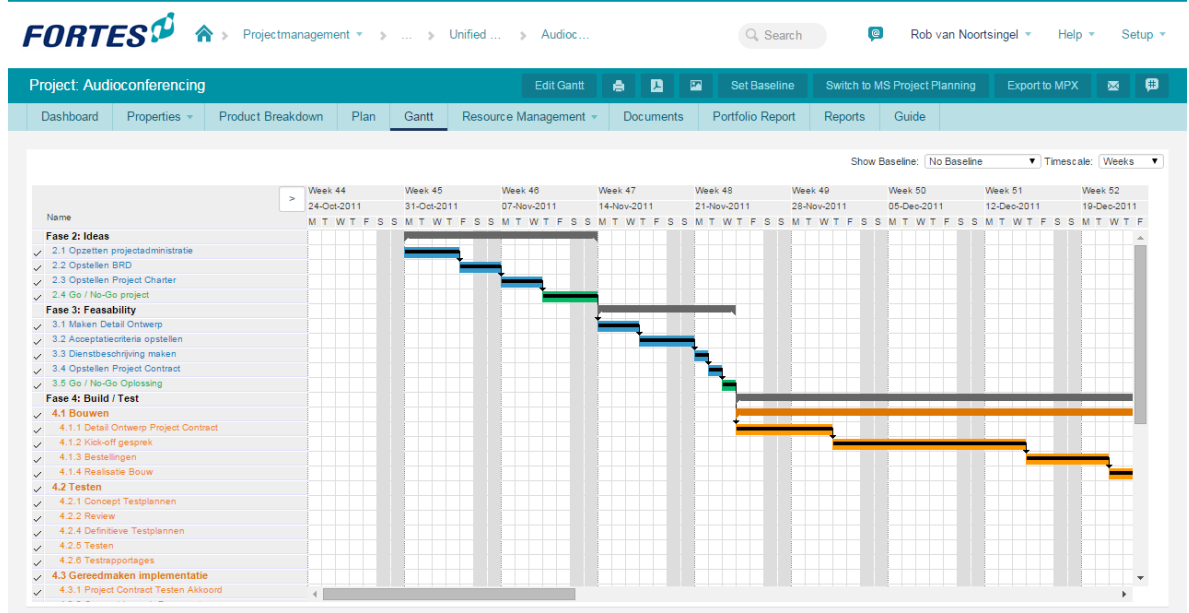 FORTES Projectmanagement ... Unified ... Audioc... Search Rob van Noortsingel Help Setup
Project: Audioconferencing Edit Gantt Set Baseline Switch to MS Project Planning Export to MPX
Dashboard Properties Product Breakdown Plan Gantt Resource Management Documents Portfolio Report Reports Guide
Show Baseline: No Baseline Timescale: Weeks
> Week 44 Week 45 Week 46 Week 47 Week 48 Week 49 Week 50 Week 51 Week 52
24-Oct-2011 31-Oct-2011 07-Nov-2011 14-Nov-2011 21-Nov-2011 28-Nov-2011 05-Dec-2011 12-Dec-2011 19-Dec-2011
Name M T W T F S S M T W T F S S M T W T F S S M T W T F S S M T W T F S S M T W T F S S M T W T F S S M T W T F S S M T W T F
Fase 2: Ideas
2.1 Opzetten projectadministratie
2.2 Opstellen BRD
2.3 Opstellen Project Charter
2.4 Go / No-Go project
Fase 3: Feasability
3.1 Maken Detail Ontwerp
3.2 Acceptatiecriteria opstellen
3.3 Dienstbeschrijving maken
3.4 Opstellen Project Contract
3.5 Go / No-Go Oplossing
Fase 4: Build / Test
4.1 Bouwen
4.1.1 Detail Ontwerp Project Contract
4.1.2 Kick-off gesprek
4.1.3 Bestellingen
4.1.4 Realisatie Bouw
4.2 Testen
4.2.1 Concept Testplannen
4.2.2 Review
4.2.4 Definitieve Testplannen
4.2.5 Testen
4.2.6 Testrapportages
4.3 Gereedmaken implementatie
4.3.1 Project Contract Testen Akkoord